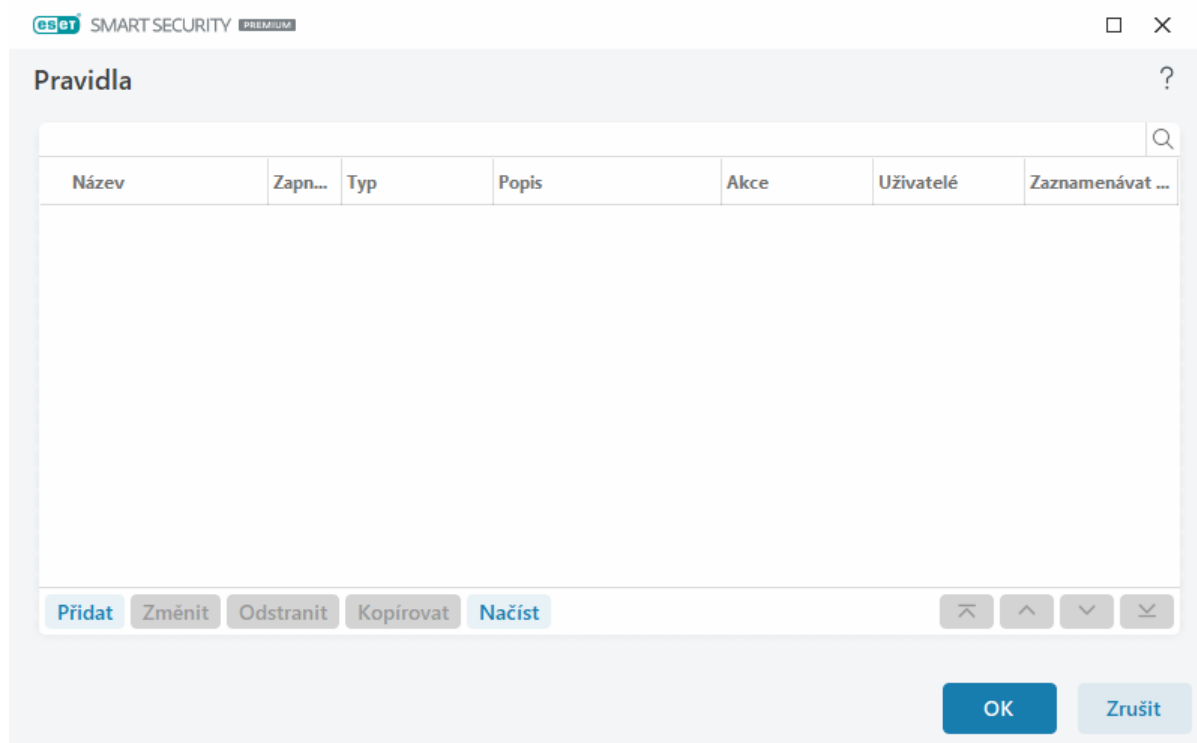 eset SMART SECURITY PREMIUM
Pravidla
?
Název Zapn... Typ Popis Akce Uživatelé Zaznamenávat ...
Přidat Změnit Odstranit Kopírovat Načíst
OK Zrušit